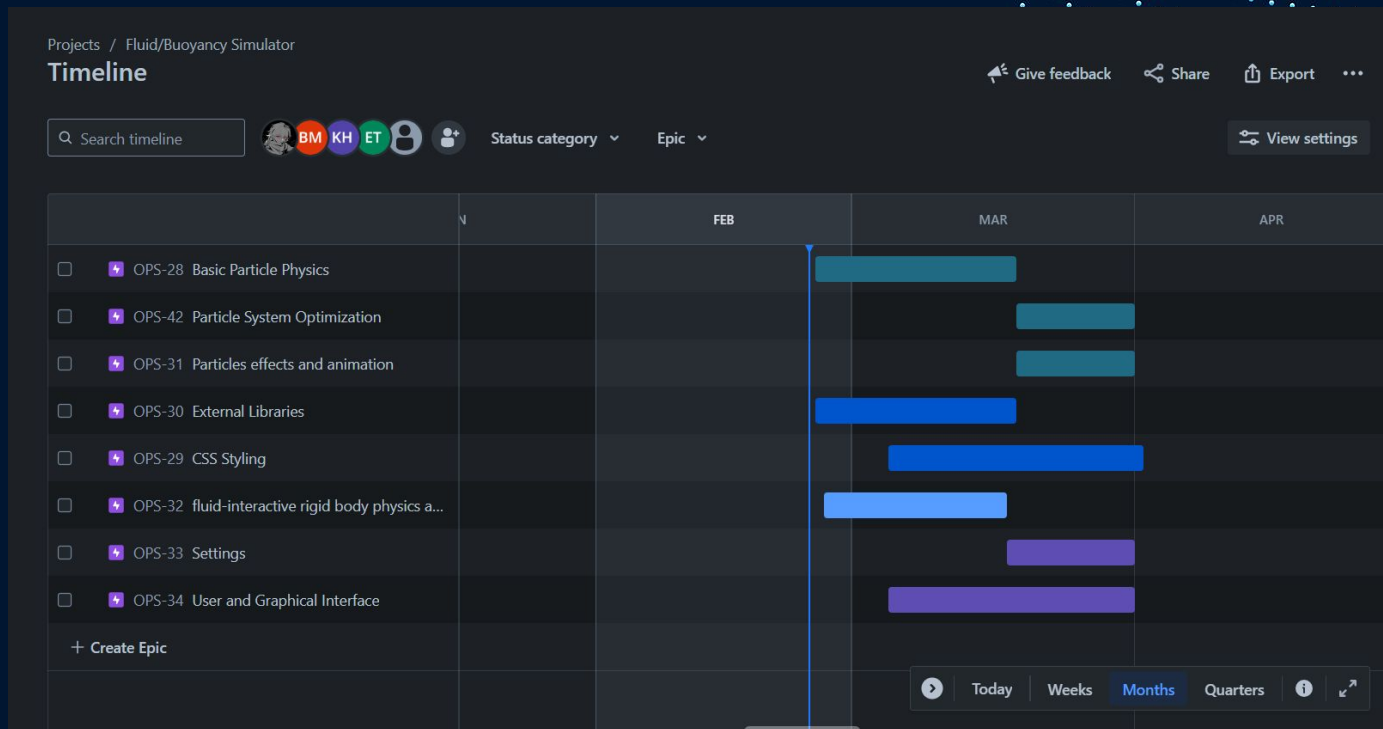 Projects / Fluid/Buoyancy Simulator
Timeline
Give feedback Share Export
Search timeline BM KH ET Status category Epic View settings
N FEB MAR APR
OPS-28 Basic Particle Physics
OPS-42 Particle System Optimization
OPS-31 Particles effects and animation
OPS-30 External Libraries
OPS-29 CSS Styling
OPS-32 fluid-interactive rigid body physics a...
OPS-33 Settings
OPS-34 User and Graphical Interface
+ Create Epic
Today Weeks Months Quarters